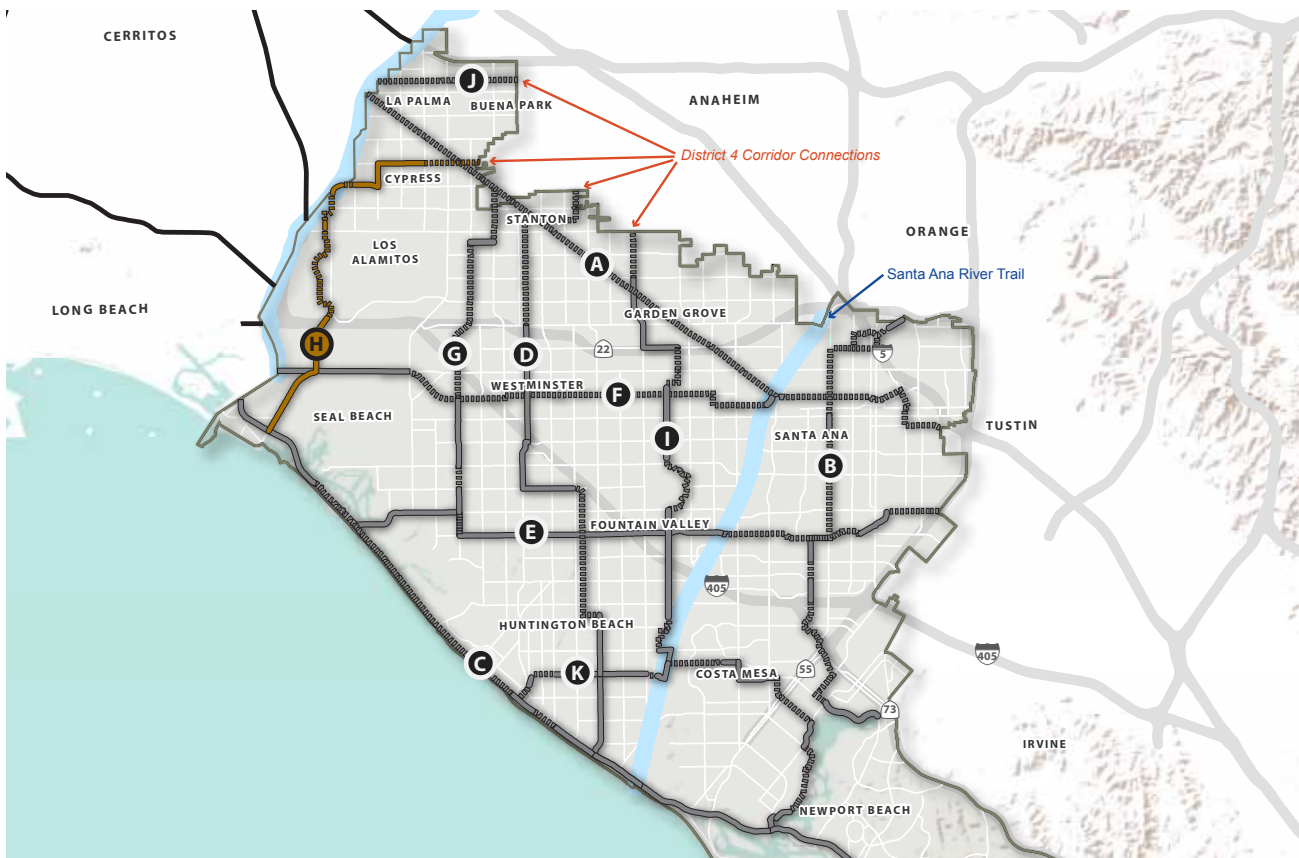 CERRITOS
J
LA PALMA
BUENA PARK
ANAHEIM
District 4 Corridor Connections
CYPRESS
STANTON
LOS
ALAMITOS
ORANGE
A
Santa Ana River Trail
LONG BEACH
GARDEN GROVE
H
G
D
22
5
WESTMINSTER
F
SEAL BEACH
I
SANTA ANA
TUSTIN
B
E
FOUNTAIN VALLEY
405
HUNTINGTON BEACH
405
C
K
COSTA MESA
55
73
IRVINE
NEWPORT BEACH